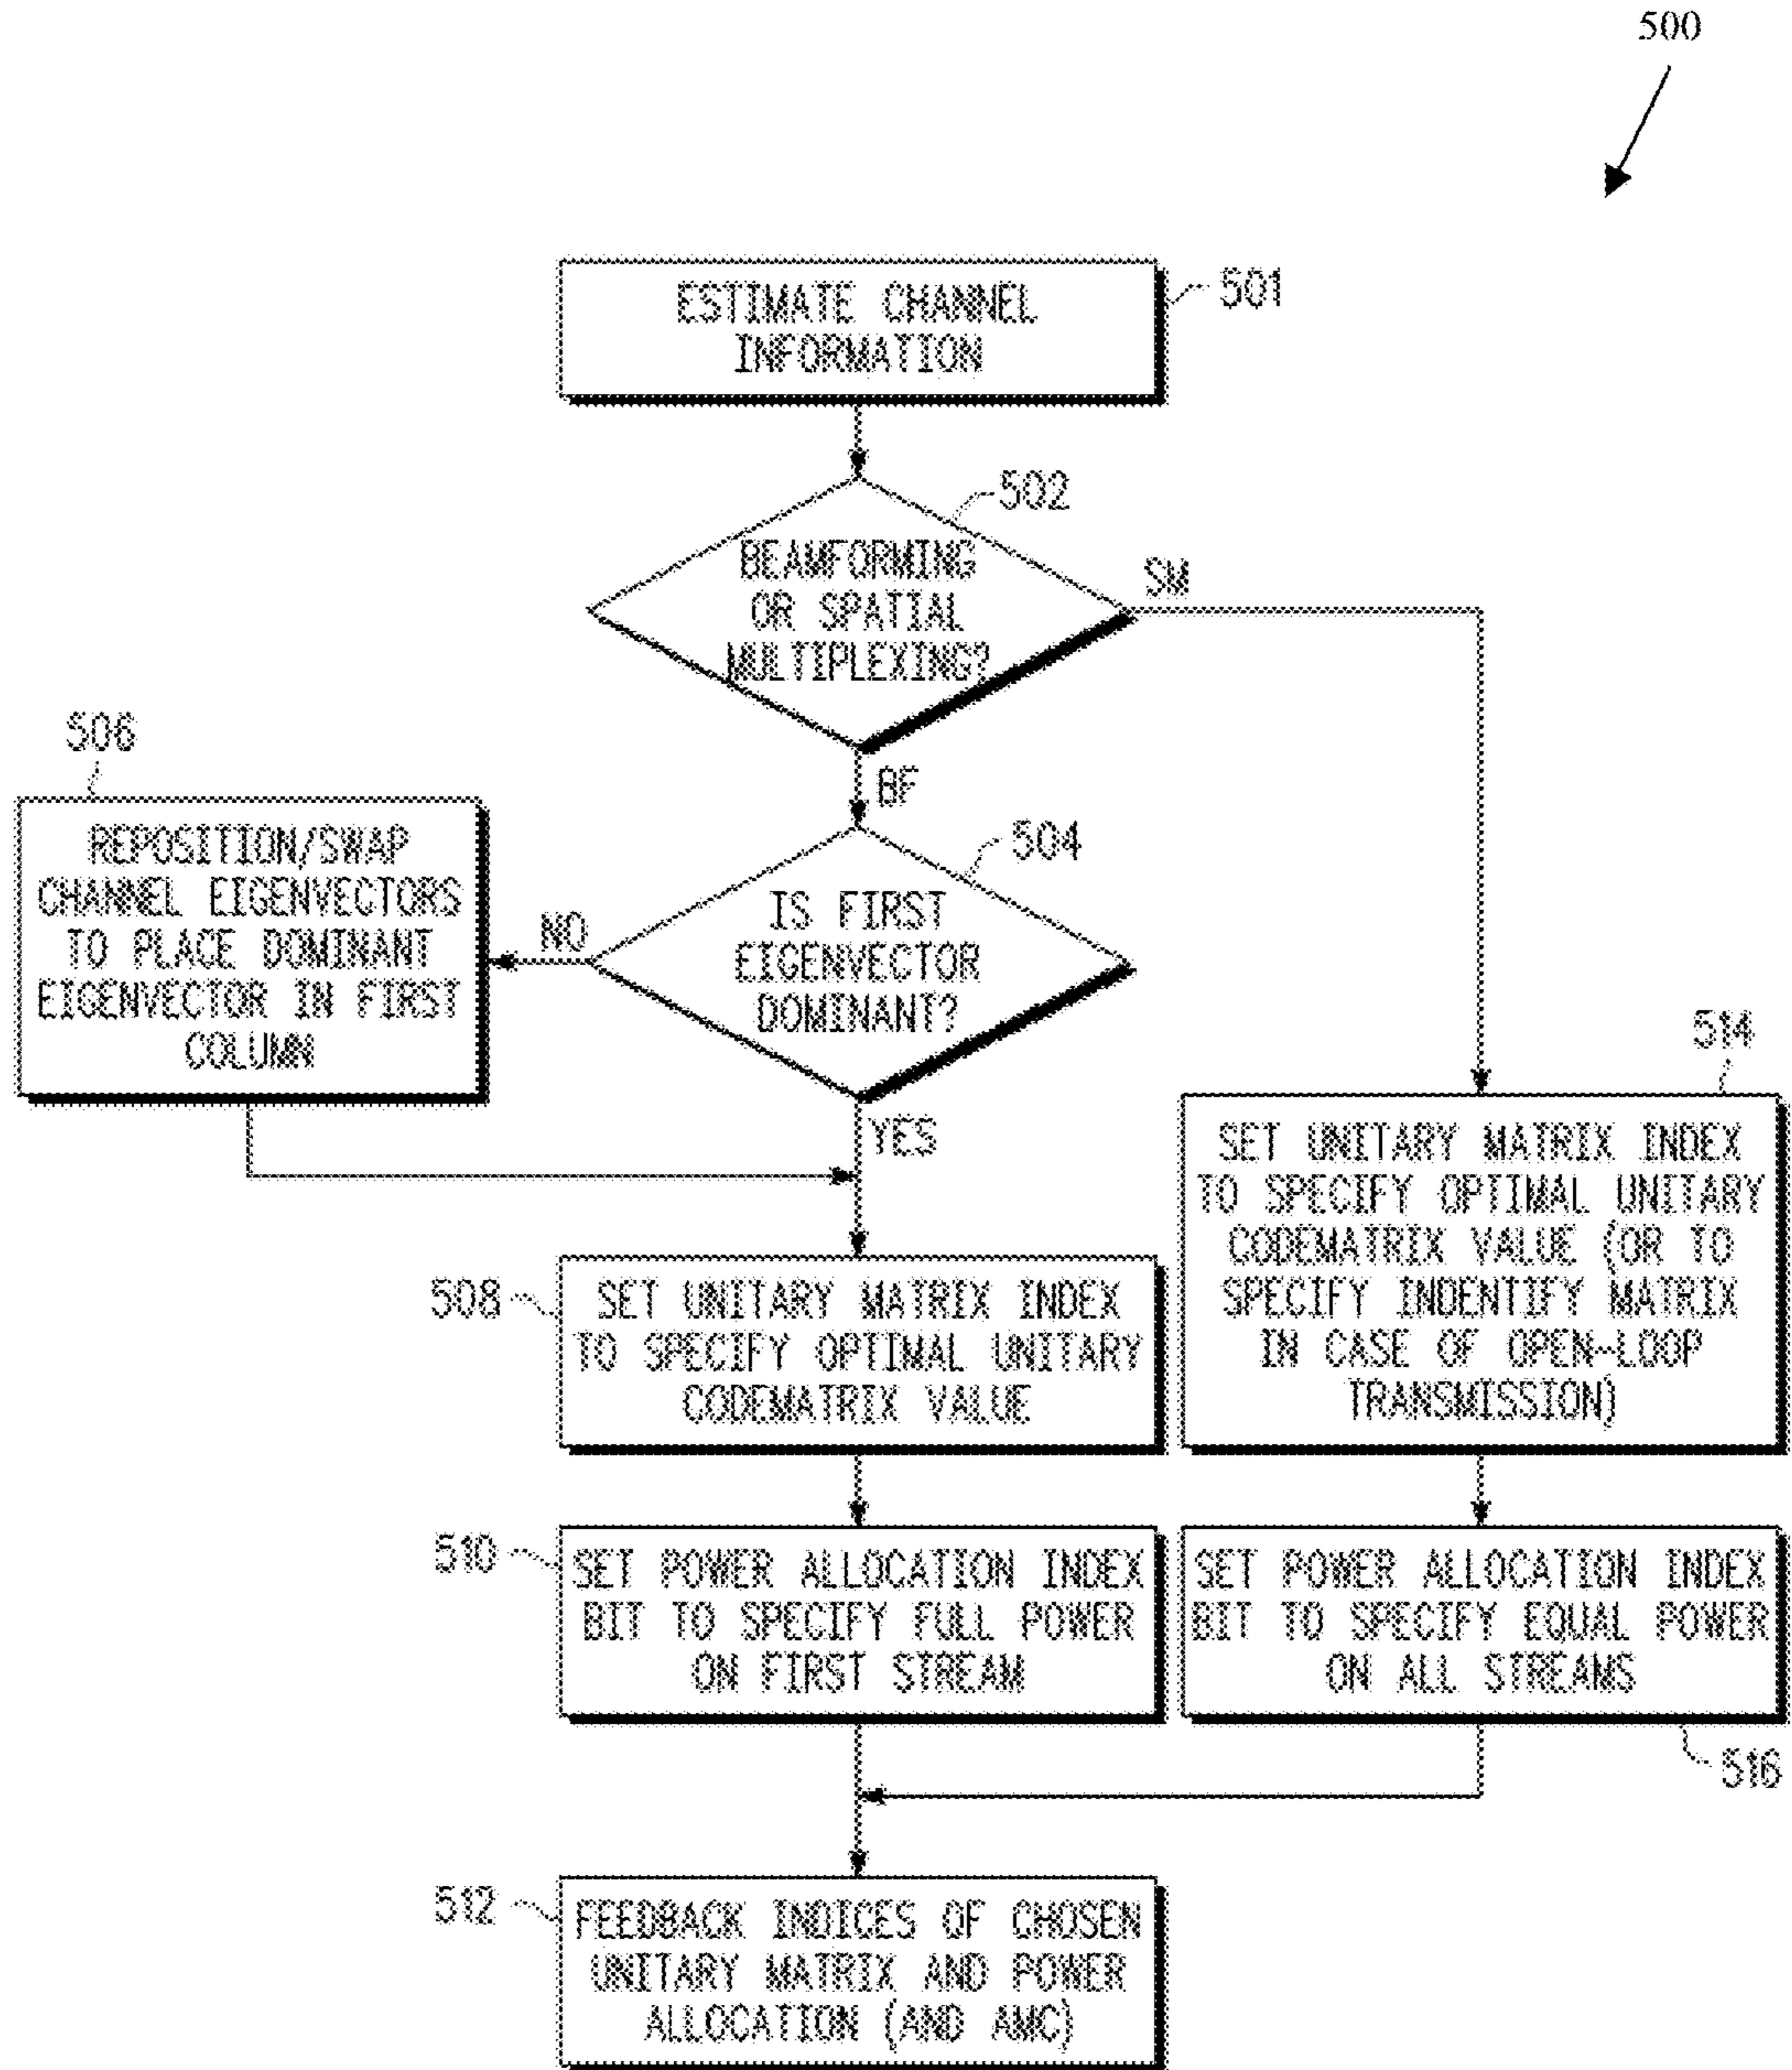 500
ESTIMATE CHANNEL
INFORMATION
501
502
BEAMFORMING
OR SPATIAL
MULTIPLEXING?
SM
BF
506
REPOSITION/SWAP
CHANNEL EIGENVECTORS
TO PLACE DOMINANT
EIGENVECTOR IN FIRST
COLUMN
504
IS FIRST
EIGENVECTOR
DOMINANT?
NO
YES
514
SET UNITARY MATRIX INDEX
TO SPECIFY OPTIMAL UNITARY
CODEMATRIX VALUE (OR TO
SPECIFY INDENTIFY MATRIX
IN CASE OF OPEN-LOOP
TRANSMISSION)
508
SET UNITARY MATRIX INDEX
TO SPECIFY OPTIMAL UNITARY
CODEMATRIX VALUE
510
SET POWER ALLOCATION INDEX
BIT TO SPECIFY FULL POWER
ON FIRST STREAM
SET POWER ALLOCATION INDEX
BIT TO SPECIFY EQUAL POWER
ON ALL STREAMS
516
512
FEEDBACK INDICES OF CHOSEN
UNITARY MATRIX AND POWER
ALLOCATION (AND AMC)